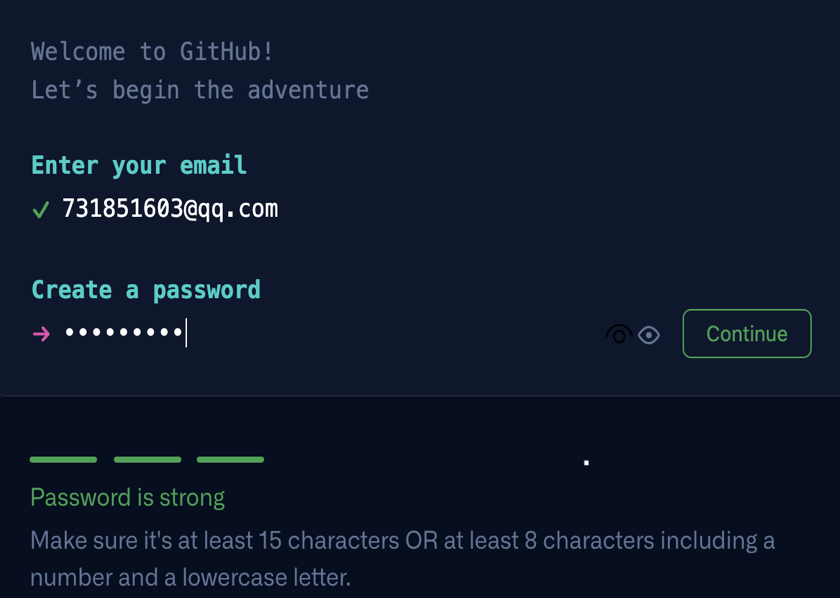 Welcome to GitHub!
Let’s begin the adventure
Enter your email
731851603@qq.com
Create a password
•••••••••
Continue
Password is strong
Make sure it's at least 15 characters OR at least 8 characters including a
number and a lowercase letter.